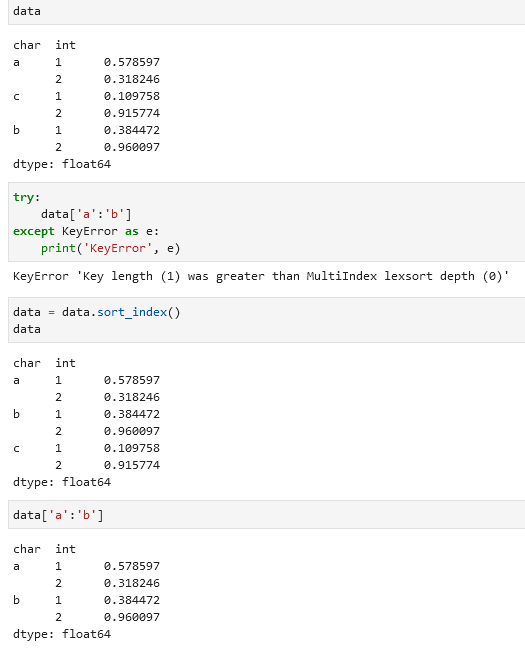 data
char  int
a     1      0.578597
      2      0.318246
c     1      0.109758
      2      0.915774
b     1      0.384472
      2      0.960097
dtype: float64
try:
    data['a':'b']
except KeyError as e:
    print('KeyError', e)
KeyError 'Key length (1) was greater than MultiIndex lexsort depth (0)'
data = data.sort_index()
data
char  int
a     1      0.578597
      2      0.318246
b     1      0.384472
      2      0.960097
c     1      0.109758
      2      0.915774
dtype: float64
data['a':'b']
char  int
a     1      0.578597
      2      0.318246
b     1      0.384472
      2      0.960097
dtype: float64